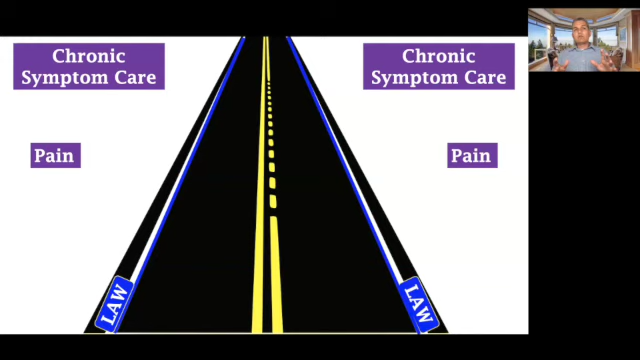 Chronic
Symptom Care
Chronic
Symptom Care
Pain
Pain
LAW
LAW